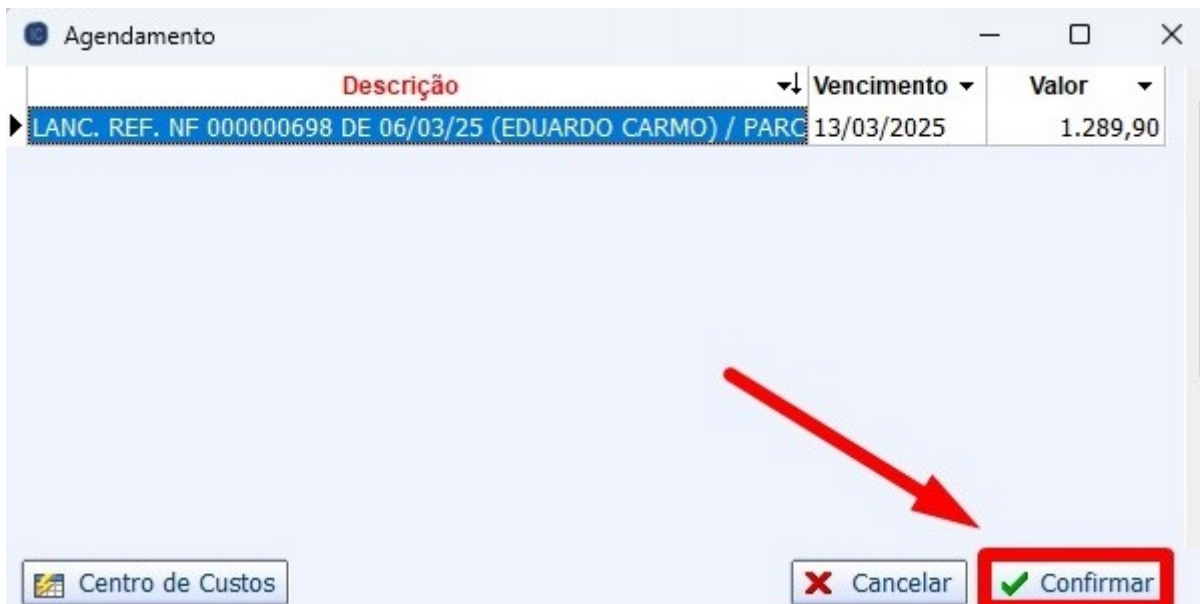 Agendamento
Descrição Vencimento Valor
LANC. REF. NF 000000698 DE 06/03/25 (EDUARDO CARMO) / PARC 13/03/2025 1.289,90
Centro de Custos Cancelar Confirmar